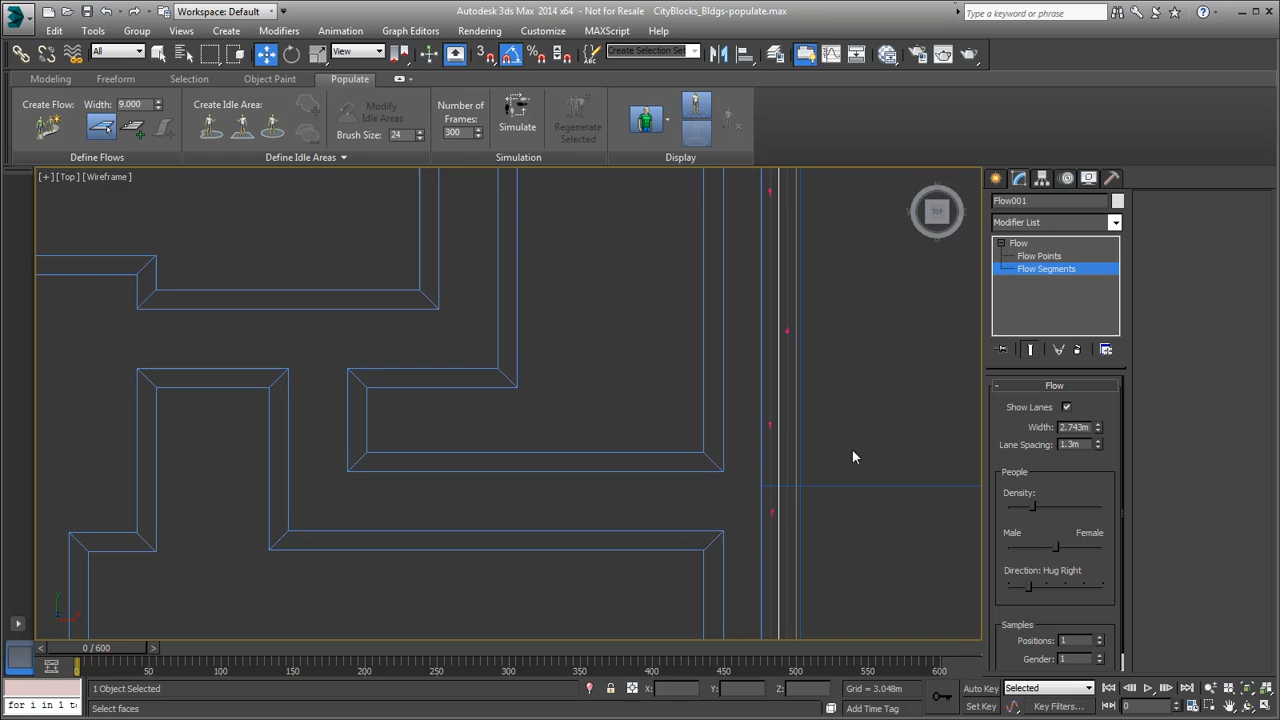 Workspace: Default
Autodesk 3ds Max 2014 x64 - Not for Resale CityBlocks_Bldgs-populate.max
Type a keyword or phrase
Edit Tools Group Views Create Modifiers Animation Graph Editors Rendering Customize MAXScript Help
All View Create Selection Set
Modeling Freeform Selection Object Paint Populate
Create Flow: Width: 9.000
Create Idle Area: Modify Idle Areas
Brush Size: 24
Number of Frames: 300
Simulate
Regenerate Selected
Define Flows Define Idle Areas Simulation Display
[+] [Top] [Wireframe]
TOP
Flow001
Modifier List
Flow
Flow Points
Flow Segments
Flow
Show Lanes
Width: 2.743m
Lane Spacing: 1.3m
People
Density:
Male Female
Direction: Hug Right
Samples
Positions: 1
Gender: 1
0 / 600
50 100 150 200 250 300 350 400 450 500 550 600
1 Object Selected X: Y: Z: Grid = 3.048m Auto Key Selected
for i in 1 to Select faces Add Time Tag Set Key Key Filters... 0